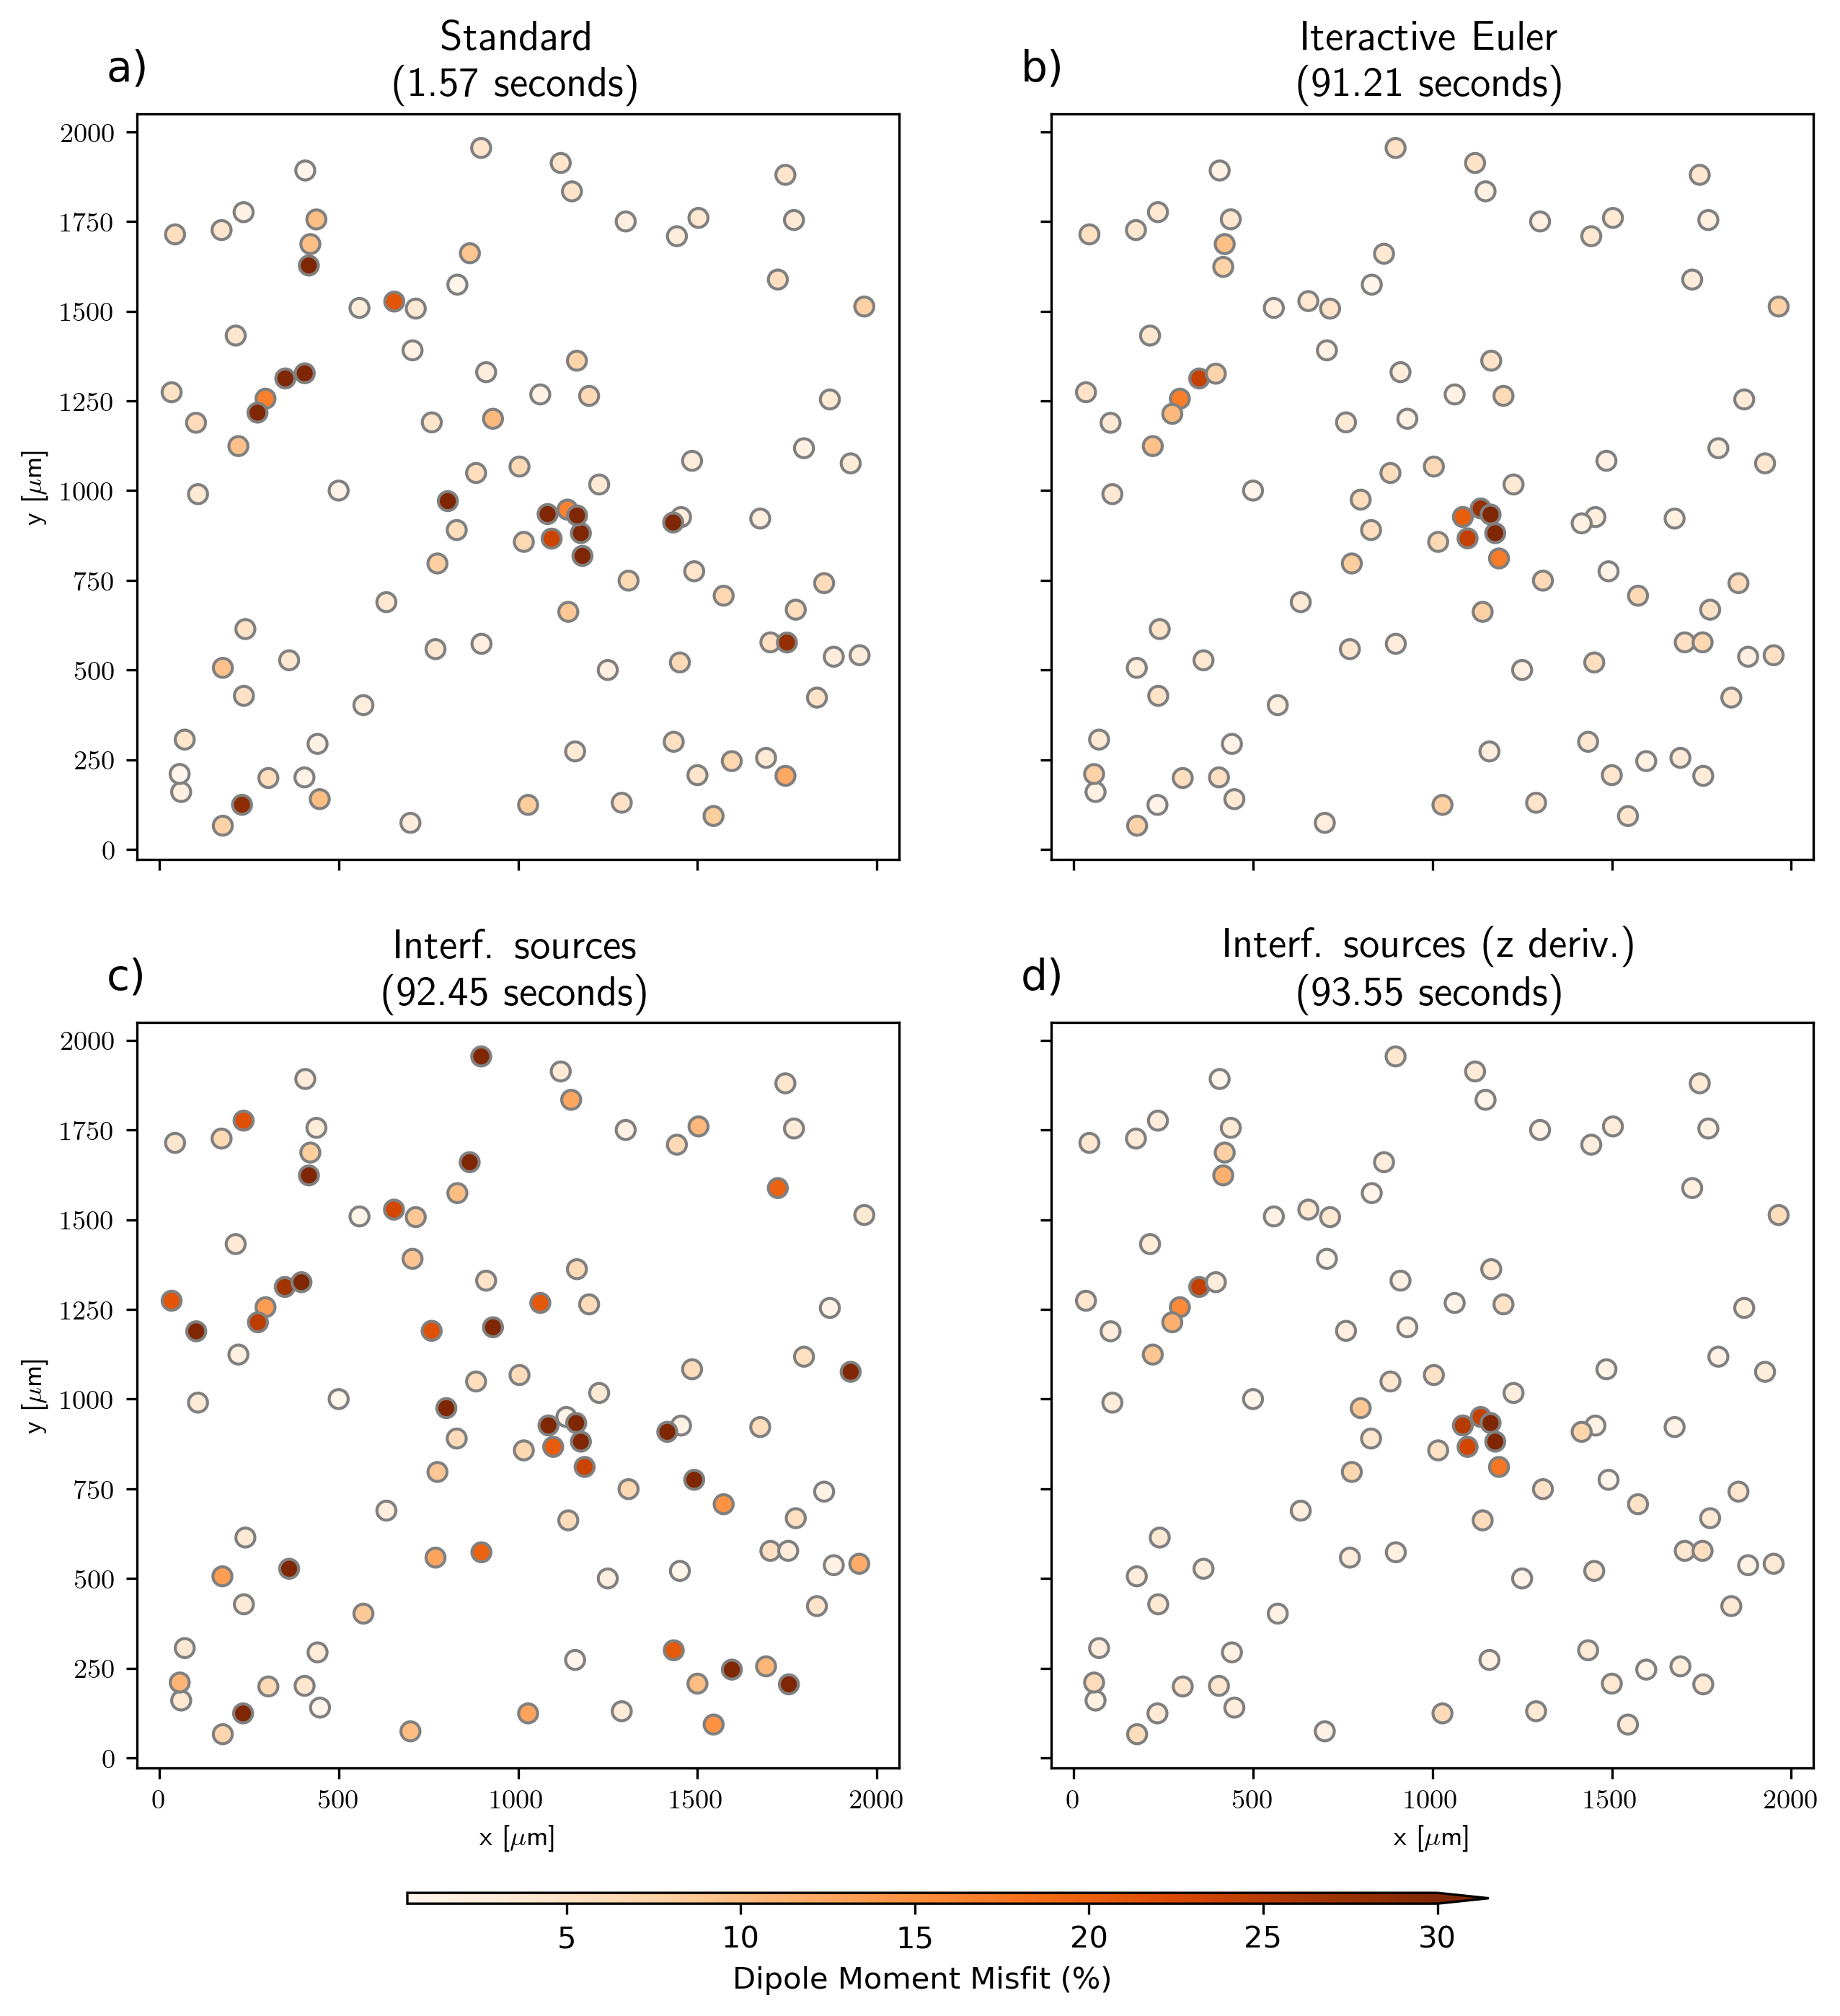 a)
Standard
(1.57 seconds)
b)
Iteractive Euler
(91.21 seconds)
2000
1750
1500
1250
1000
750
500
250
0
y [μm]
c)
Interf. sources
(92.45 seconds)
d)
Interf. sources (z deriv.)
(93.55 seconds)
2000
1750
1500
1250
1000
750
500
250
0
y [μm]
0 500 1000 1500 2000
x [μm]
0 500 1000 1500 2000
x [μm]
5 10 15 20 25 30
Dipole Moment Misfit (%)